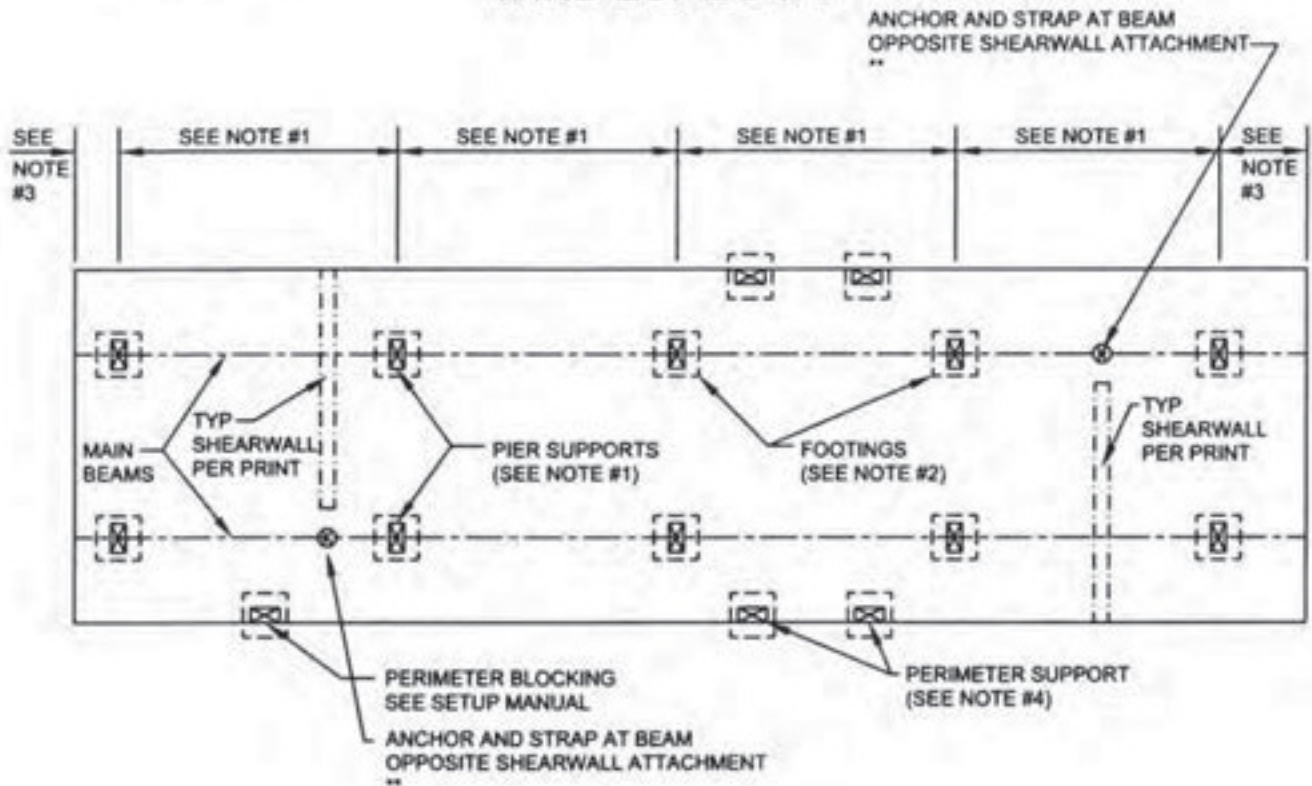 ANCHOR AND STRAP AT BEAM
OPPOSITE SHEARWALL ATTACHMENT
**
SEE
NOTE
#3
SEE NOTE #1
SEE NOTE #1
SEE NOTE #1
SEE NOTE #1
SEE
NOTE
#3
MAIN
BEAMS
TYP
SHEARWALL
PER PRINT
PIER SUPPORTS
(SEE NOTE #1)
FOOTINGS
(SEE NOTE #2)
TYP
SHEARWALL
PER PRINT
PERIMETER BLOCKING
SEE SETUP MANUAL
PERIMETER SUPPORT
(SEE NOTE #4)
ANCHOR AND STRAP AT BEAM
OPPOSITE SHEARWALL ATTACHMENT
**